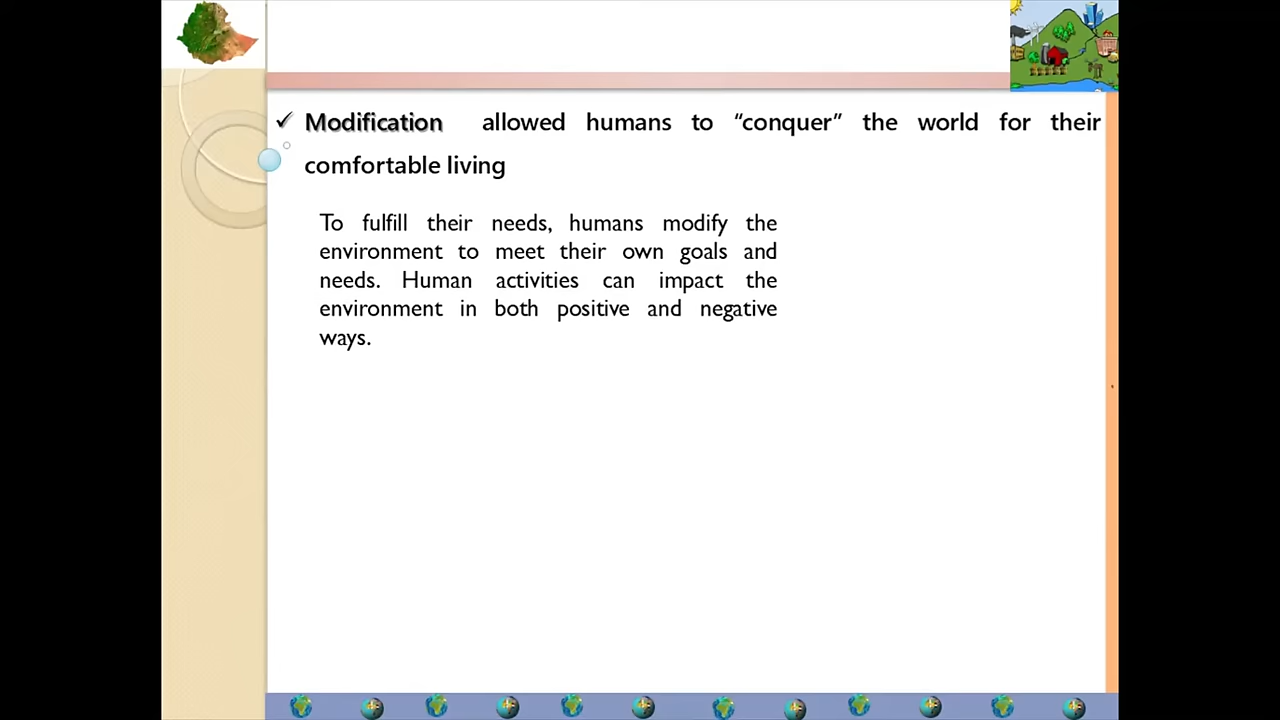 ✓ Modification allowed humans to “conquer” the world for their
comfortable living
To fulfill their needs, humans modify the
environment to meet their own goals and
needs. Human activities can impact the
environment in both positive and negative
ways.